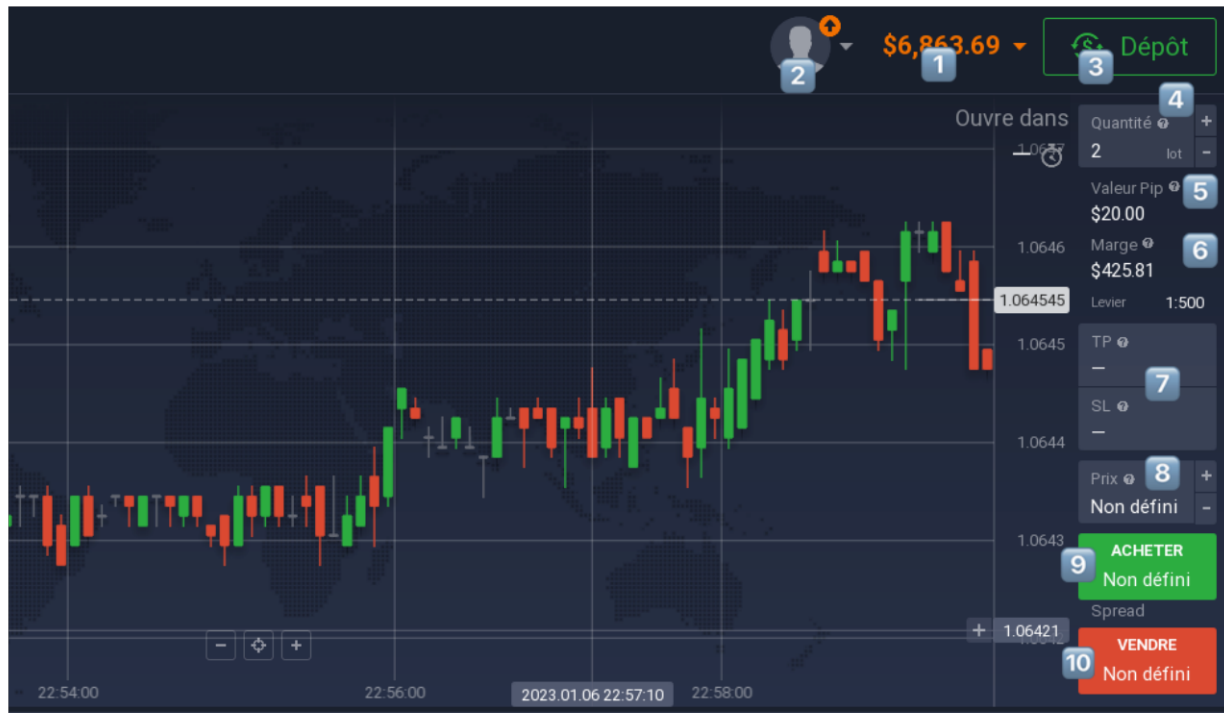 $6,863.69
1
2
3
Dépôt
4
Ouvre dans
Quantité
+
2
lot
-
5
Valeur Pip
$20.00
6
Marge
$425.81
Levier
1:500
1.0646
1.064545
1.0645
1.0644
1.0643
1.06421
TP
—
7
SL
—
8
Prix
+
Non défini
-
9
ACHETER
Non défini
Spread
10
VENDRE
Non défini
22:54:00
22:56:00
2023.01.06 22:57:10
22:58:00